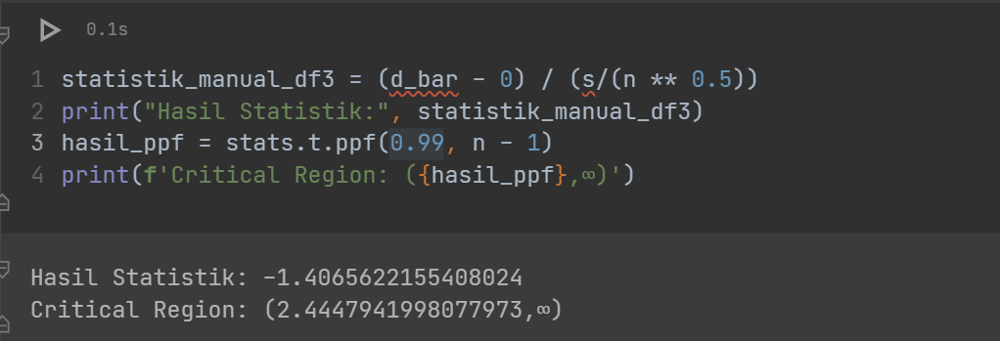 0.1s
1 statistik_manual_df3 = (d_bar - 0) / (s/(n ** 0.5))
2 print("Hasil Statistik:", statistik_manual_df3)
3 hasil_ppf = stats.t.ppf(0.99, n - 1)
4 print(f'Critical Region: ({hasil_ppf},∞)')
Hasil Statistik: -1.4065622155408024
Critical Region: (2.4447941998077973,∞)